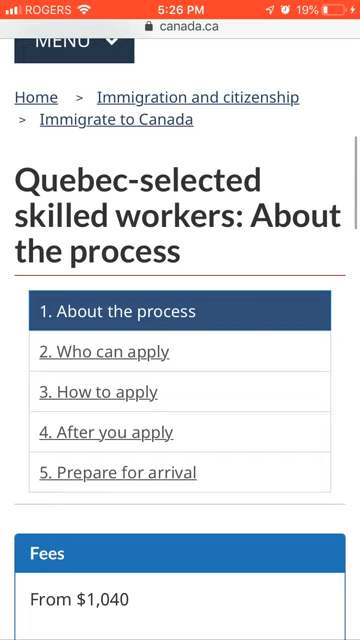 ROGERS 5:26 PM 19%
canada.ca
MENU
Home > Immigration and citizenship
> Immigrate to Canada
Quebec-selected
skilled workers: About
the process
1. About the process
2. Who can apply
3. How to apply
4. After you apply
5. Prepare for arrival
Fees
From $1,040